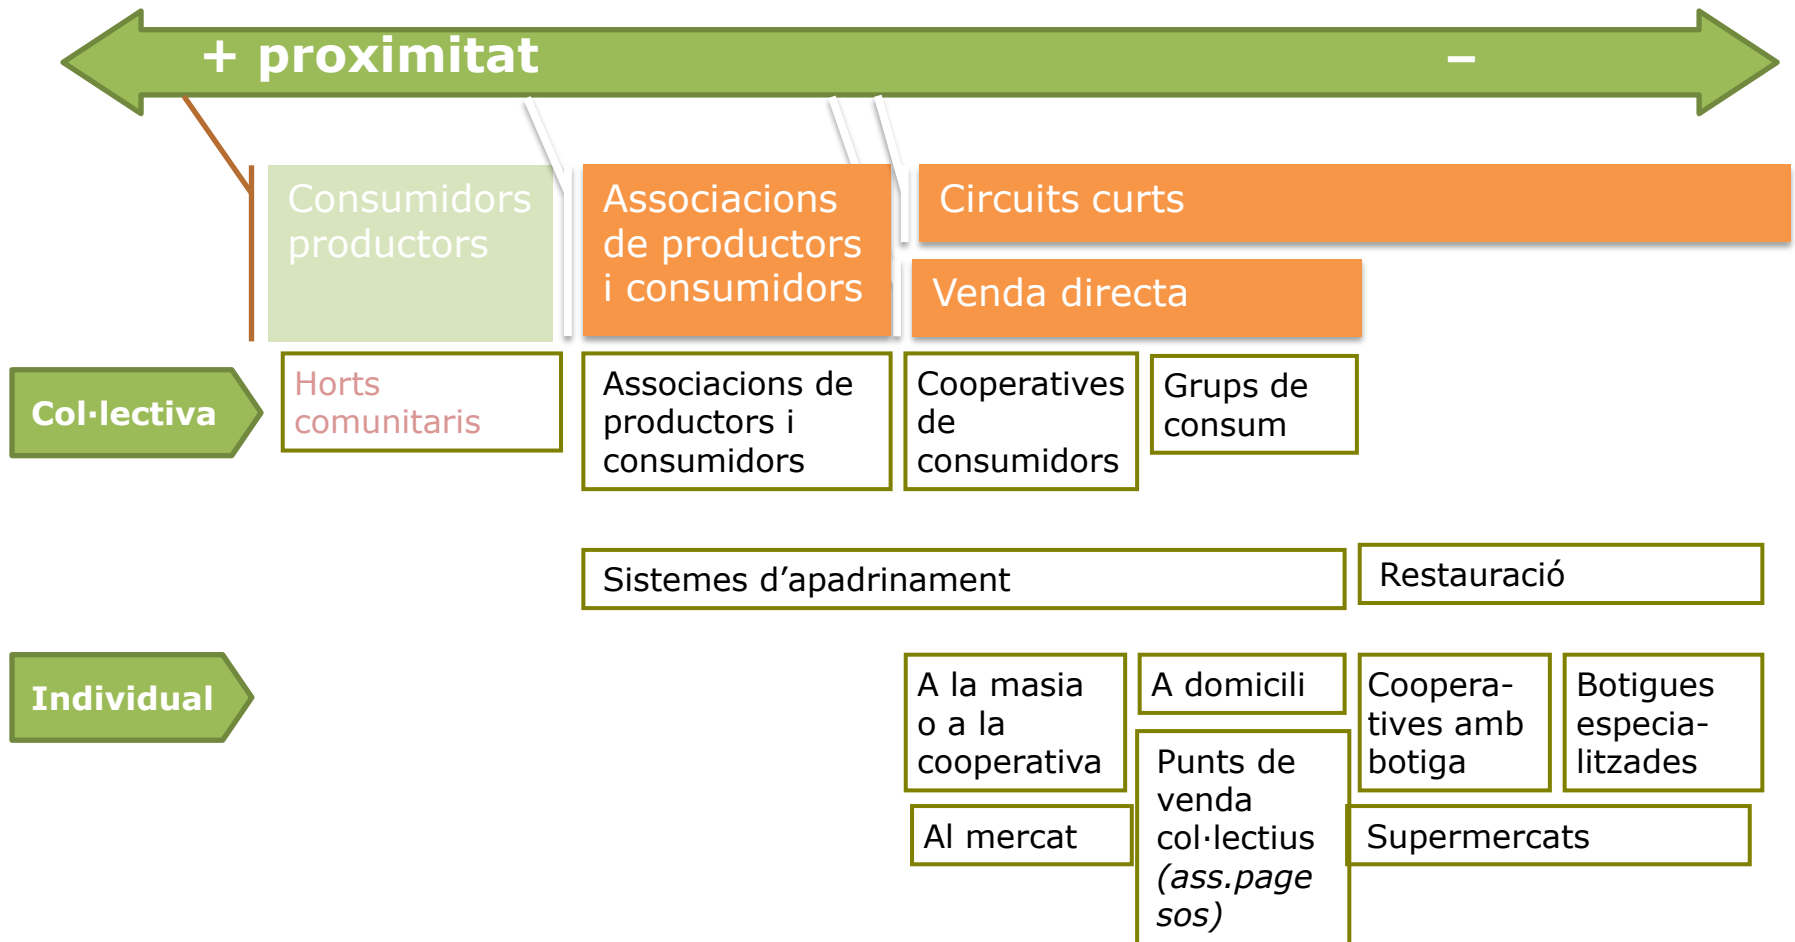 + proximitat
–
Consumidors
productors
Associacions
de productors
i consumidors
Circuits curts
Venda directa
Col·lectiva
Horts
comunitaris
Associacions de
productors i
consumidors
Cooperatives
de
consumidors
Grups de
consum
Sistemes d’apadrinament
Restauració
Individual
A la masia
o a la
cooperativa
A domicili
Coopera-
tives amb
botiga
Botigues
especia-
litzades
Punts de
venda
col·lectius
(ass.page
sos)
Al mercat
Supermercats